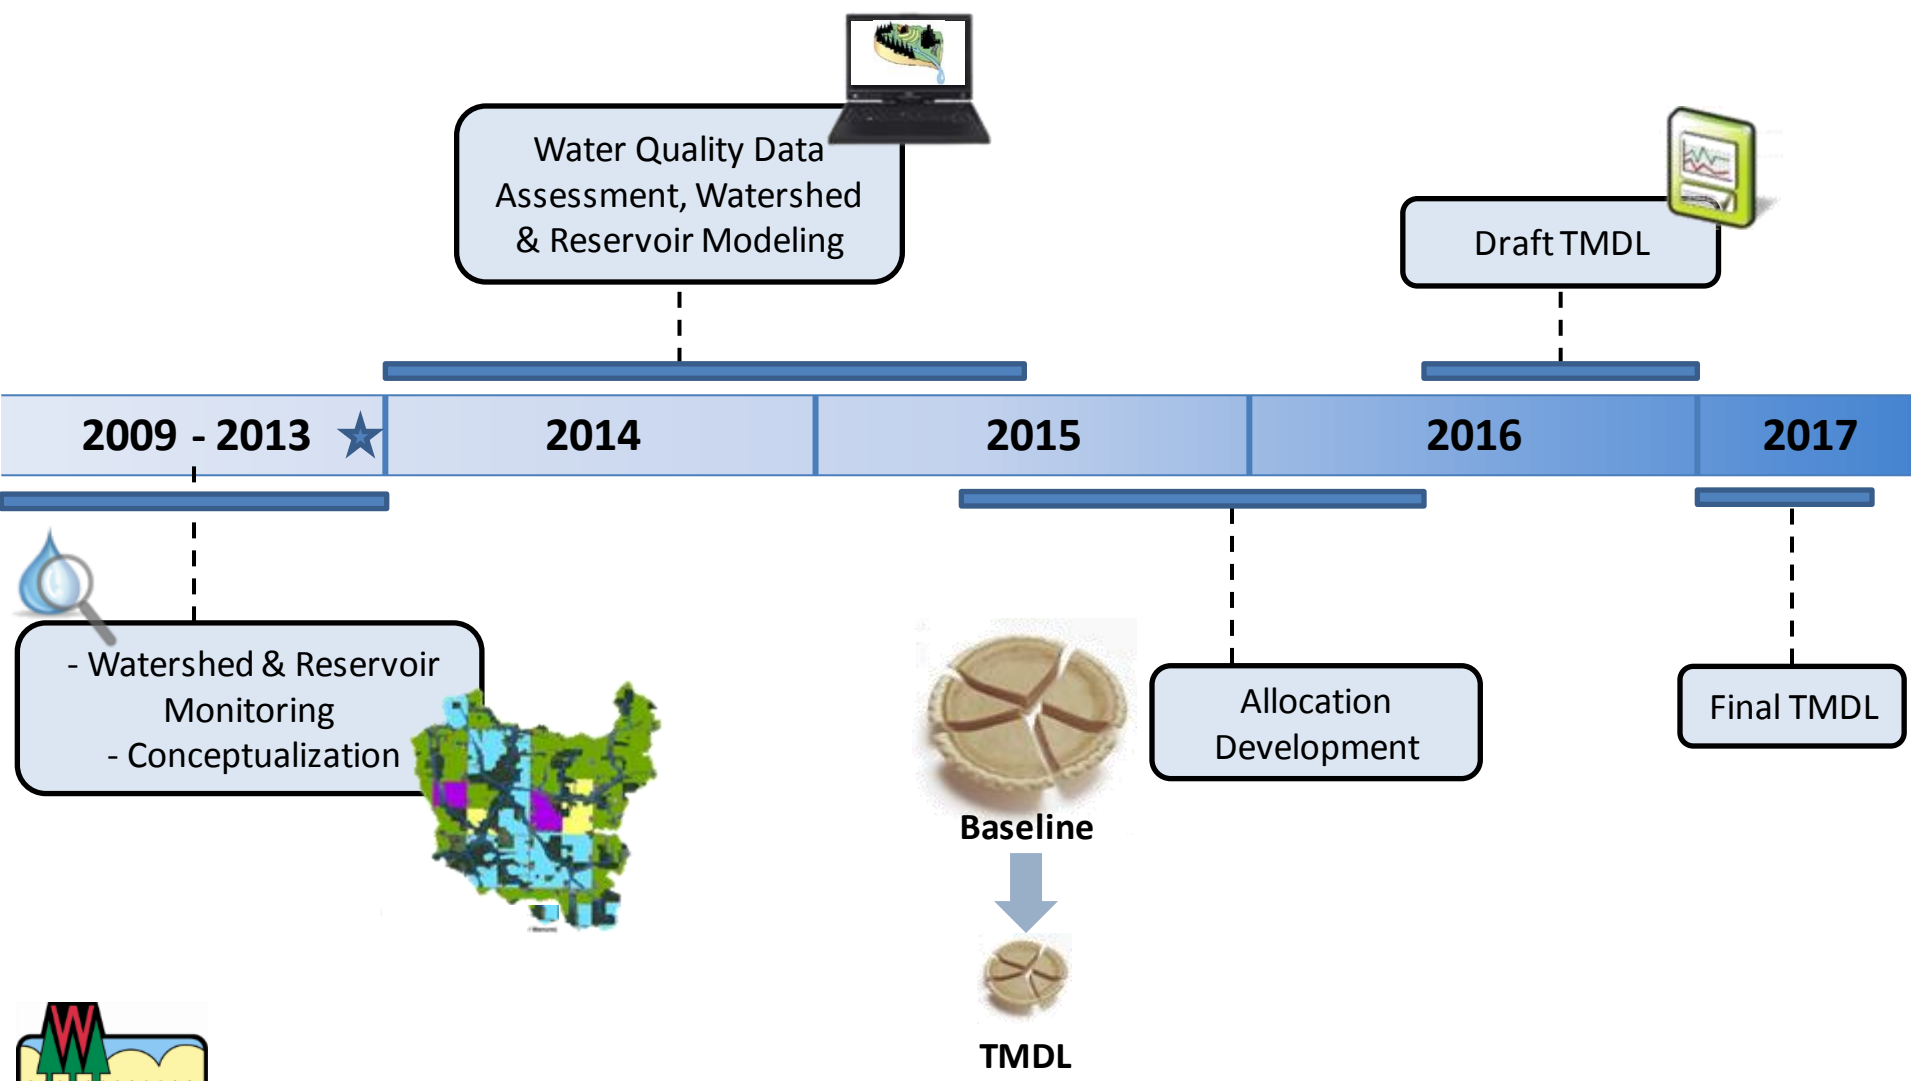 Water Quality Data
Assessment, Watershed
& Reservoir Modeling
Draft TMDL
2009 - 2013
2014
2015
2016
2017
- Watershed & Reservoir
Monitoring
- Conceptualization
Allocation
Development
Final TMDL
Baseline
TMDL
W